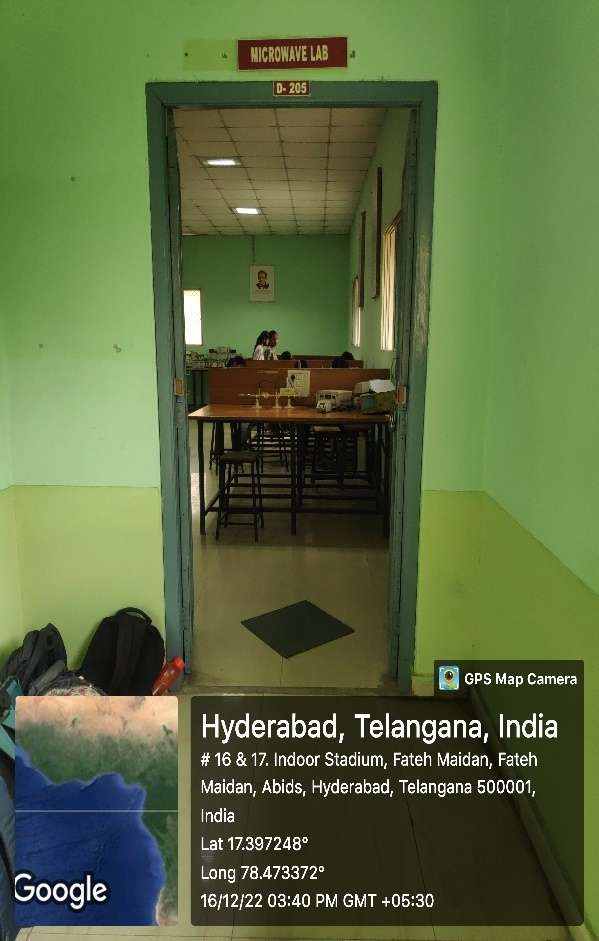 MICROWAVE LAB
D- 205
GPS Map Camera
Hyderabad, Telangana, India
# 16 & 17. Indoor Stadium, Fateh Maidan, Fateh
Maidan, Abids, Hyderabad, Telangana 500001,
India
Lat 17.397248°
Long 78.473372°
16/12/22 03:40 PM GMT +05:30
Google